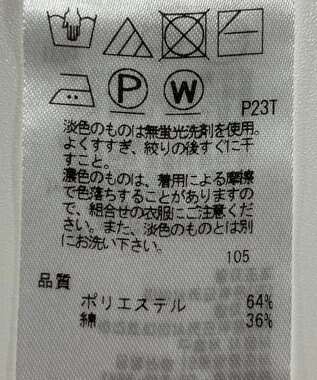 P
W
P23T
淡色のものは無蛍光洗剤を使用。
よくすすぎ、絞りの後すぐに干
すこと。
濃色のものは、着用による摩擦
で色落ちすることがありますの
で、組合せの衣服にご注意くださ
い。また、淡色のものとは別
にお洗い下さい。
105
品質
ポリエステル 64%
綿 36%